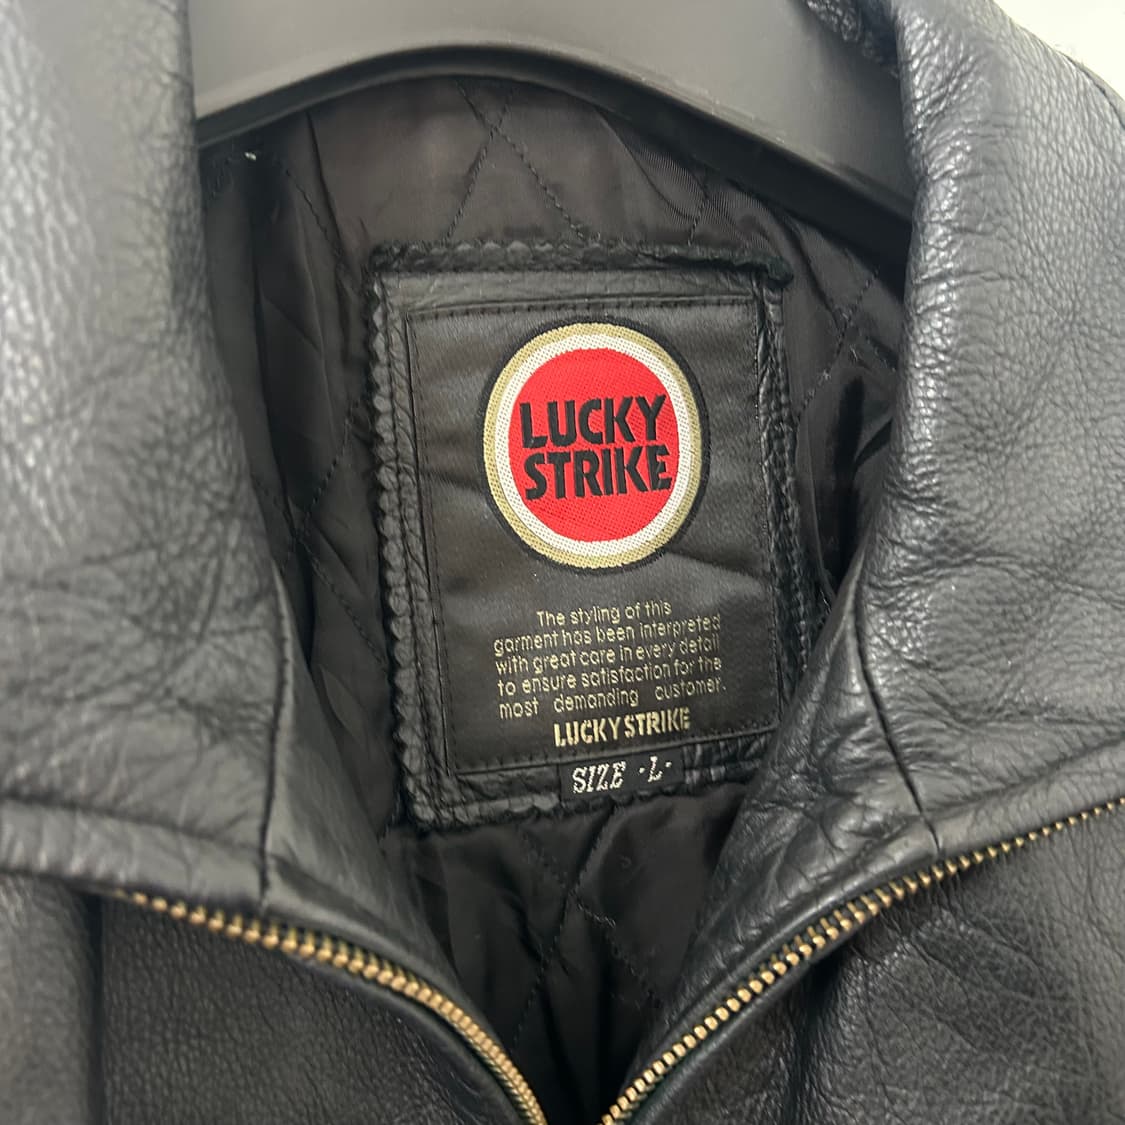 LUCKY
STRIKE
The styling of this
garment has been interpreted
with great care in every detail
to ensure satisfaction for the
most demanding customer.
LUCKY STRIKE
SIZE ·L·